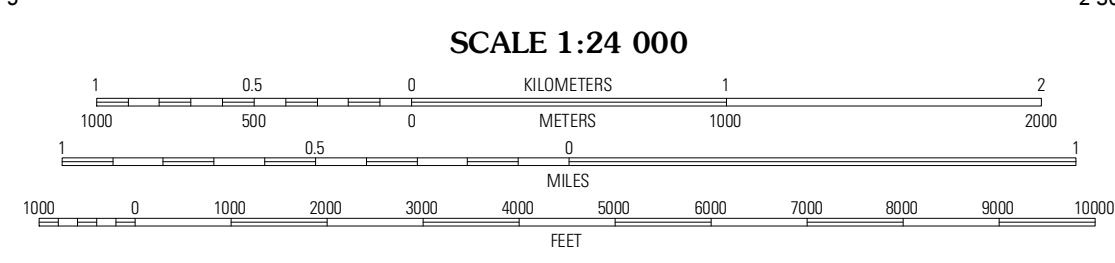 SCALE 1:24 000
1 0.5 0 KILOMETERS 1 2
1000 500 0 METERS 1000 2000
1 0.5 0 1
MILES
1000 0 1000 2000 3000 4000 5000 6000 7000 8000 9000 10000
FEET